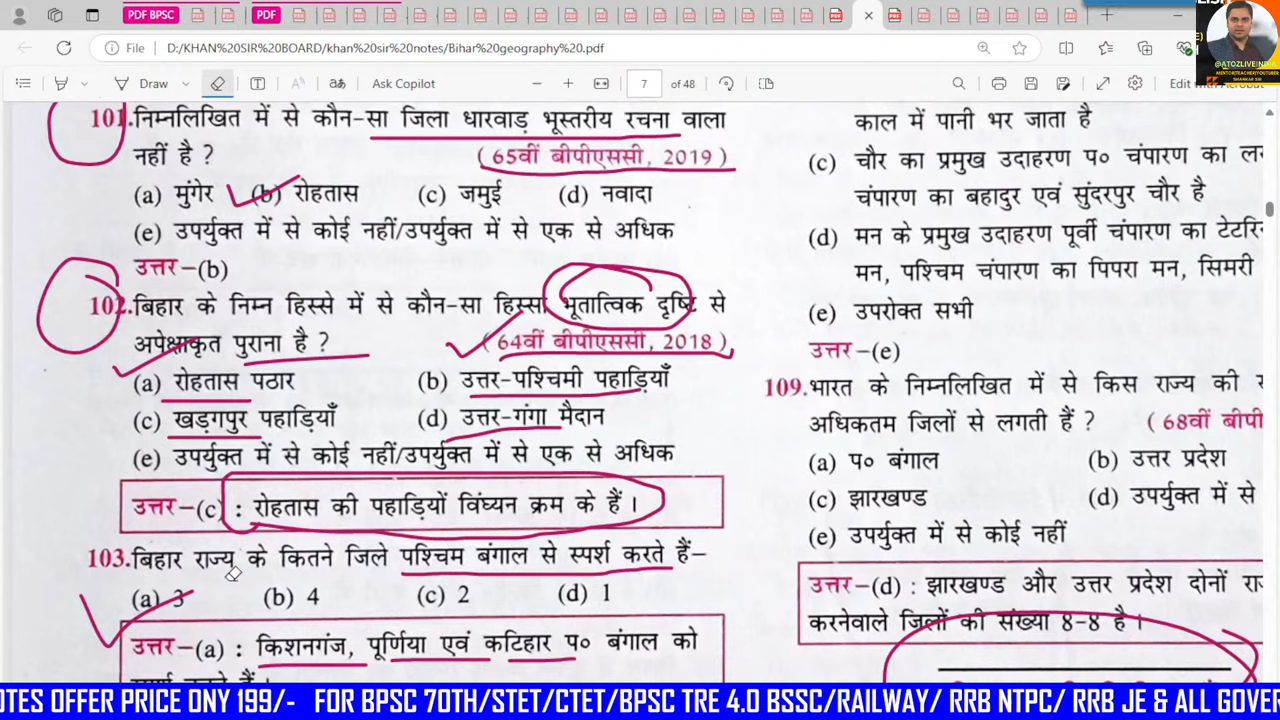 PDF BPSC
PDF
File
D:/KHAN%20SIR%20BOARD/khan%20sir%20notes/Bihar%20geography%20.pdf
Draw
Ask Copilot
7 of 48
Edit with Acrobat
@ATOZLIVEINDIA
101. निम्नलिखित में से कौन-सा जिला धारवाड़ भूस्तरीय रचना वाला
नहीं है ? (65वीं बीपीएससी, 2019)
(a) मुंगेर (b) रोहतास (c) जमुई (d) नवादा
(e) उपर्युक्त में से कोई नहीं/उपर्युक्त में से एक से अधिक
उत्तर–(b)
102. बिहार के निम्न हिस्से में से कौन-सा हिस्सा भूतात्विक दृष्टि से
अपेक्षाकृत पुराना है ? (64वीं बीपीएससी, 2018)
(a) रोहतास पठार (b) उत्तर-पश्चिमी पहाड़ियाँ
(c) खड़गपुर पहाड़ियाँ (d) उत्तर-गंगा मैदान
(e) उपर्युक्त में से कोई नहीं/उपर्युक्त में से एक से अधिक
उत्तर–(c) : रोहतास की पहाड़ियों विंघ्यन क्रम के हैं।
103. बिहार राज्य के कितने जिले पश्चिम बंगाल से स्पर्श करते हैं–
(a) 3 (b) 4 (c) 2 (d) 1
उत्तर–(a) : किशनगंज, पूर्णिया एवं कटिहार प० बंगाल को
काल में पानी भर जाता है
(c) चौर का प्रमुख उदाहरण प० चंपारण का
चंपारण का बहादुर एवं सुंदरपुर चौर है
(d) मन के प्रमुख उदाहरण पूर्वी चंपारण का
मन, पश्चिम चंपारण का पिपरा मन, सिमरी
(e) उपरोक्त सभी
उत्तर–(e)
109. भारत के निम्नलिखित में से किस राज्य की
अधिकतम जिलों से लगती हैं ? (68वीं
(a) प० बंगाल (b) उत्तर प्रदेश
(c) झारखण्ड (d) उपर्युक्त में से
(e) उपर्युक्त में से कोई नहीं
उत्तर–(d) : झारखण्ड और उत्तर प्रदेश दोनों
करनेवाले जिलों की संख्या 8-8 है।
OTES OFFER PRICE ONY 199/- FOR BPSC 70TH/STET/CTET/BPSC TRE 4.0 BSSC/RAILWAY/ RRB NTPC/ RRB JE & ALL GOVER